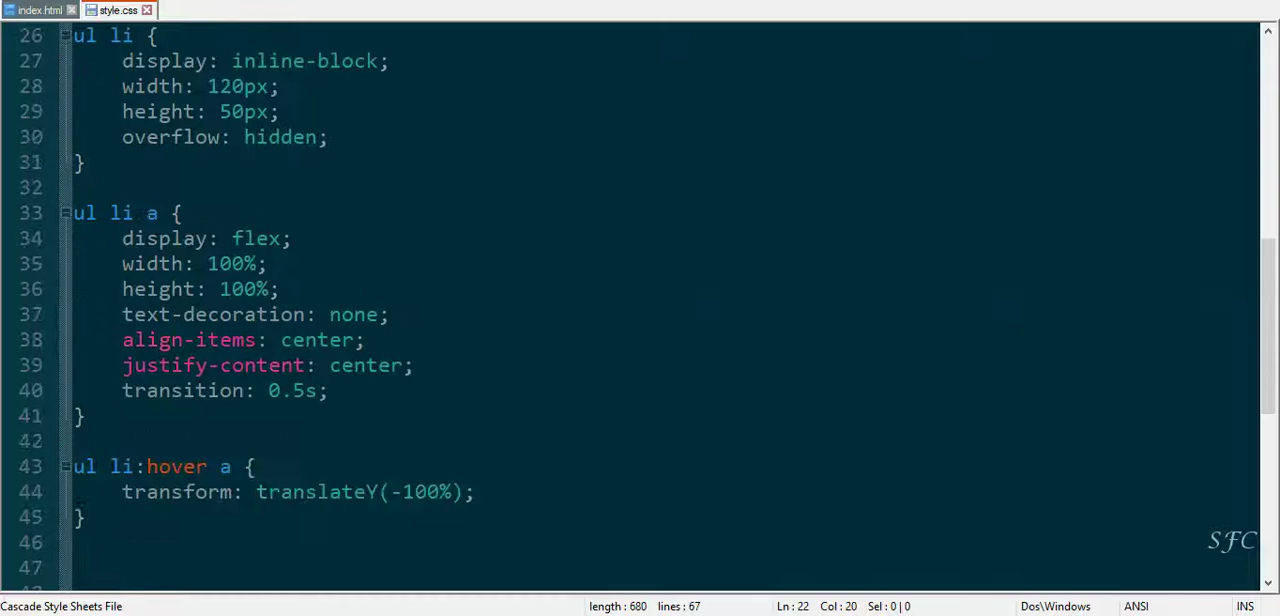 index.html style.css
26 ul li {
27 display: inline-block;
28 width: 120px;
29 height: 50px;
30 overflow: hidden;
31 }
32
33 ul li a {
34 display: flex;
35 width: 100%;
36 height: 100%;
37 text-decoration: none;
38 align-items: center;
39 justify-content: center;
40 transition: 0.5s;
41 }
42
43 ul li:hover a {
44 transform: translateY(-100%);
45 }
46
47
SFC
Cascade Style Sheets File length : 680 lines : 67 Ln : 22 Col : 20 Sel : 0 | 0 Dos\Windows ANSI INS